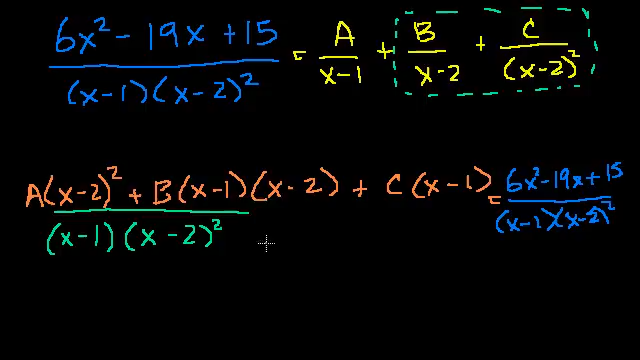 6x² - 19x + 15 / (x-1)(x-2)² = A/(x-1) + B/(x-2) + C/(x-2)²
A(x-2)² + B(x-1)(x-2) + C(x-1) / (x-1)(x-2)² = 6x² - 19x + 15 / (x-1)(x-2)²